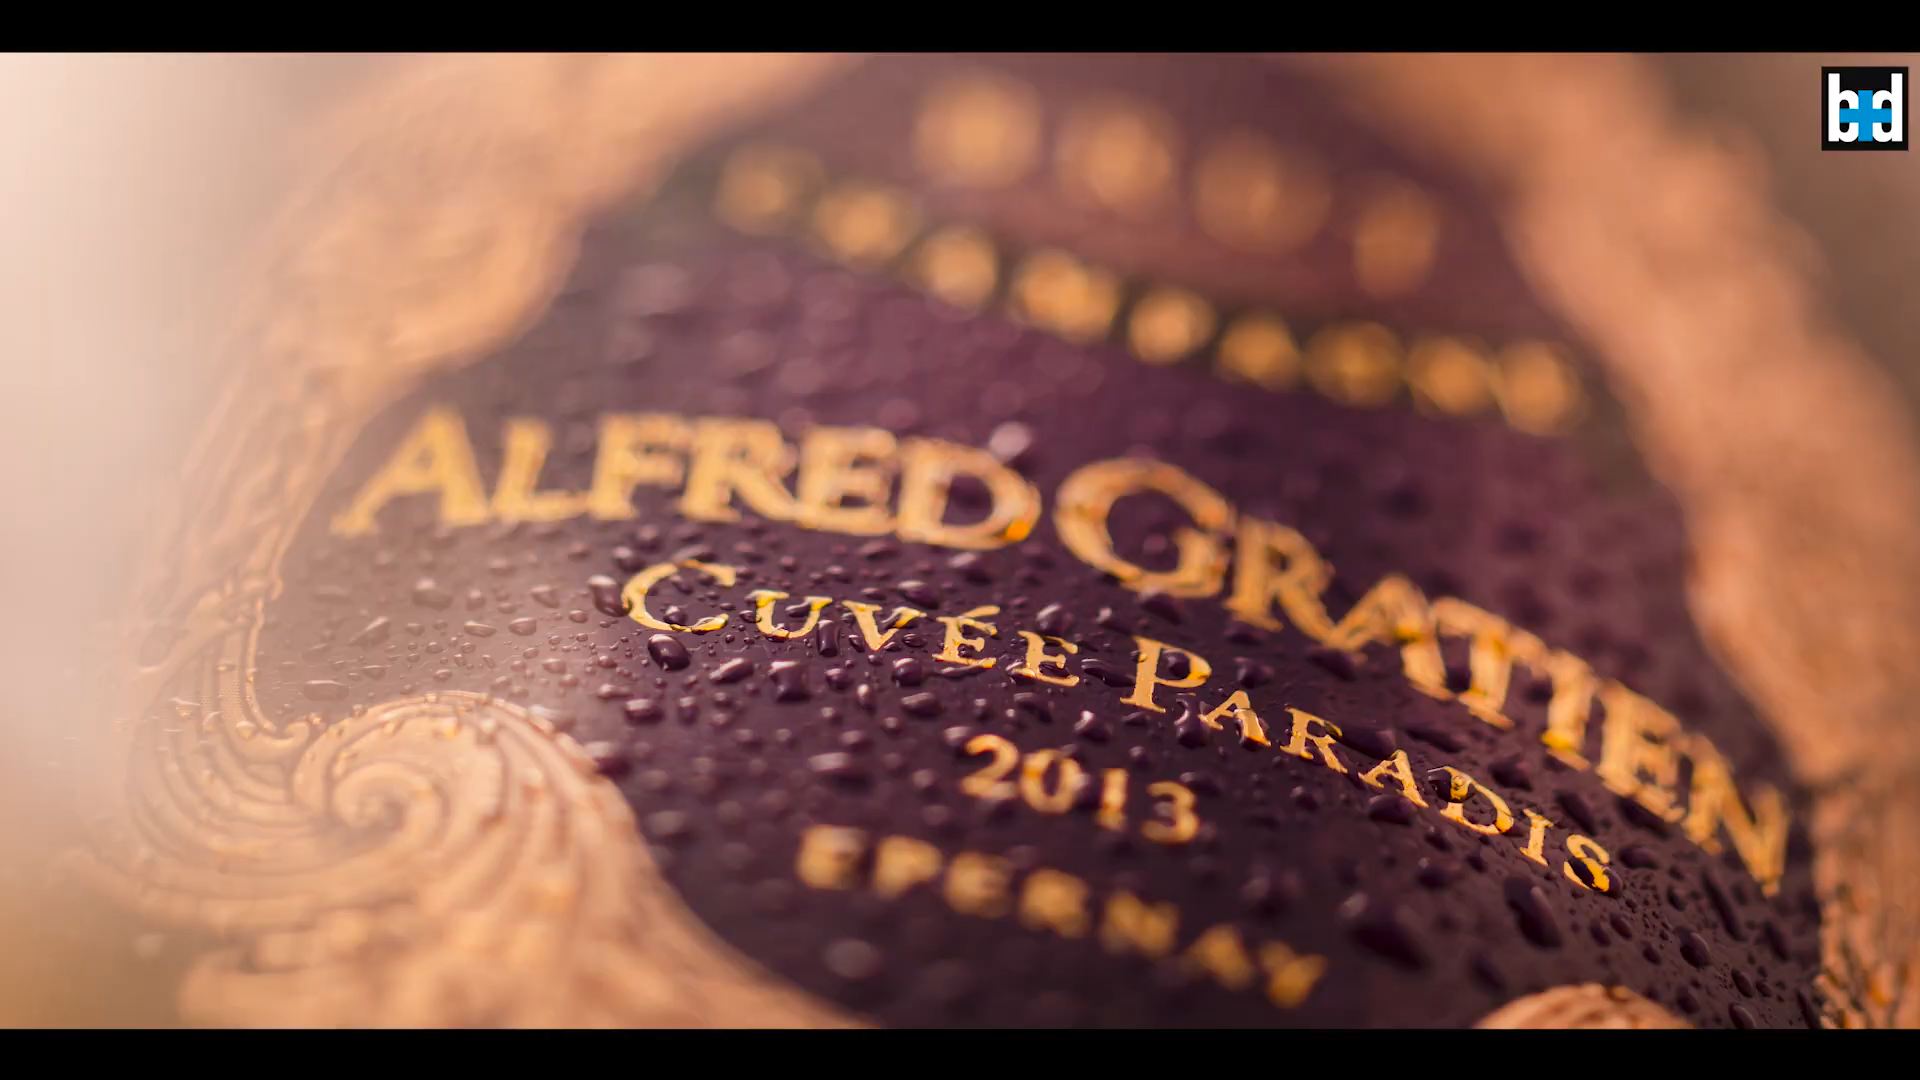 ALFRED GRATIEN
CUVÉE PARADIS
2013
EPERNAY
b+d